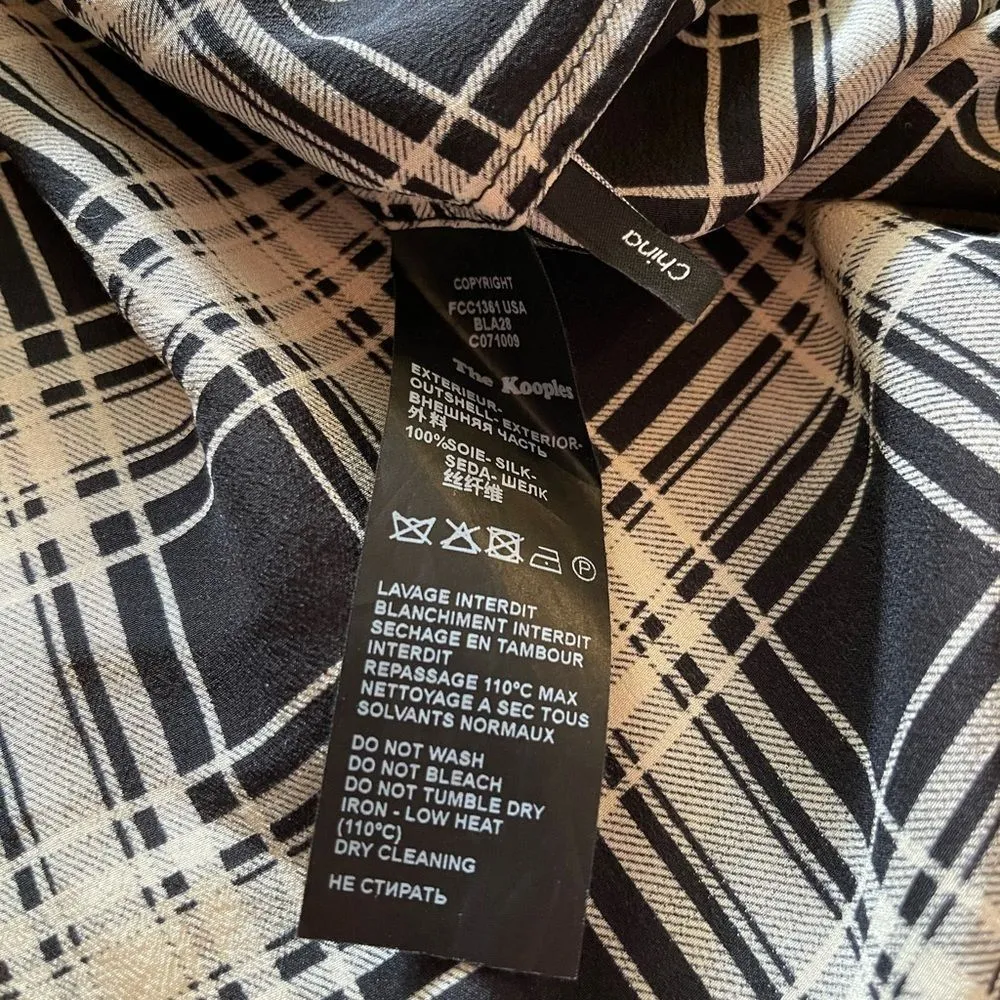 China
COPYRIGHT
FCC1361 USA
BLA28
C071009
The Kooples
EXTERIEUR-
OUTSHELL- EXTERIOR-
ВНЕШНЯЯ ЧАСТЬ
外料
100%SOIE- SILK-
SEDA- ШЕЛК
丝纤维
P
LAVAGE INTERDIT
BLANCHIMENT INTERDIT
SECHAGE EN TAMBOUR
INTERDIT
REPASSAGE 110ºC MAX
NETTOYAGE A SEC TOUS
SOLVANTS NORMAUX
DO NOT WASH
DO NOT BLEACH
DO NOT TUMBLE DRY
IRON - LOW HEAT
(110ºC)
DRY CLEANING
НЕ СТИРАТЬ